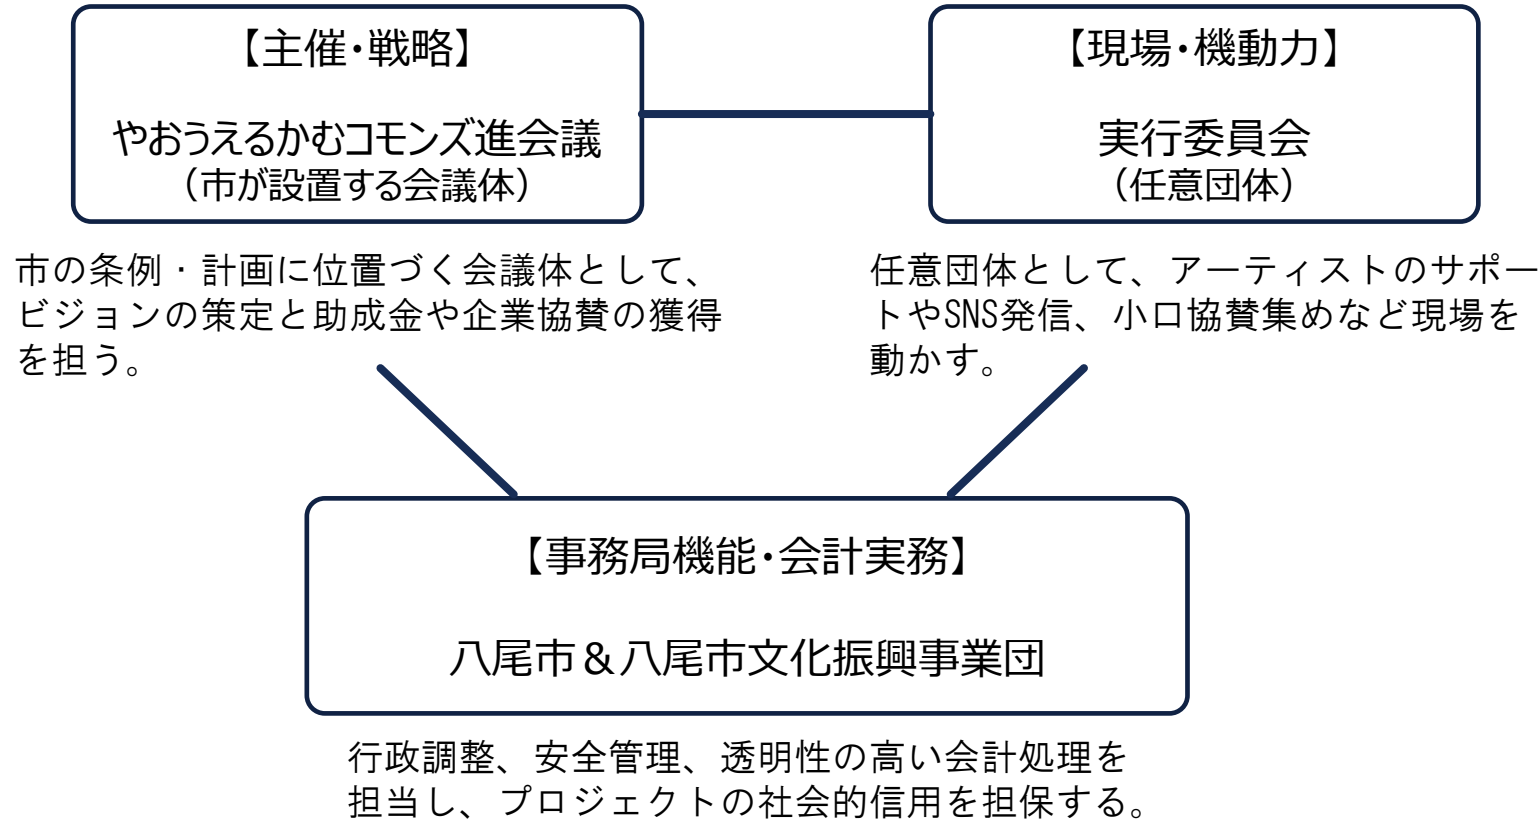 【主催・戦略】
やおうえるかむコモンズ進会議
（市が設置する会議体）
市の条例・計画に位置づく会議体として、
ビジョンの策定と助成金や企業協賛の獲得
を担う。
【現場・機動力】
実行委員会
（任意団体）
任意団体として、アーティストのサポー
トやSNS発信、小口協賛集めなど現場を
動かす。
【事務局機能・会計実務】
八尾市＆八尾市文化振興事業団
行政調整、安全管理、透明性の高い会計処理を
担当し、プロジェクトの社会的信用を担保する。